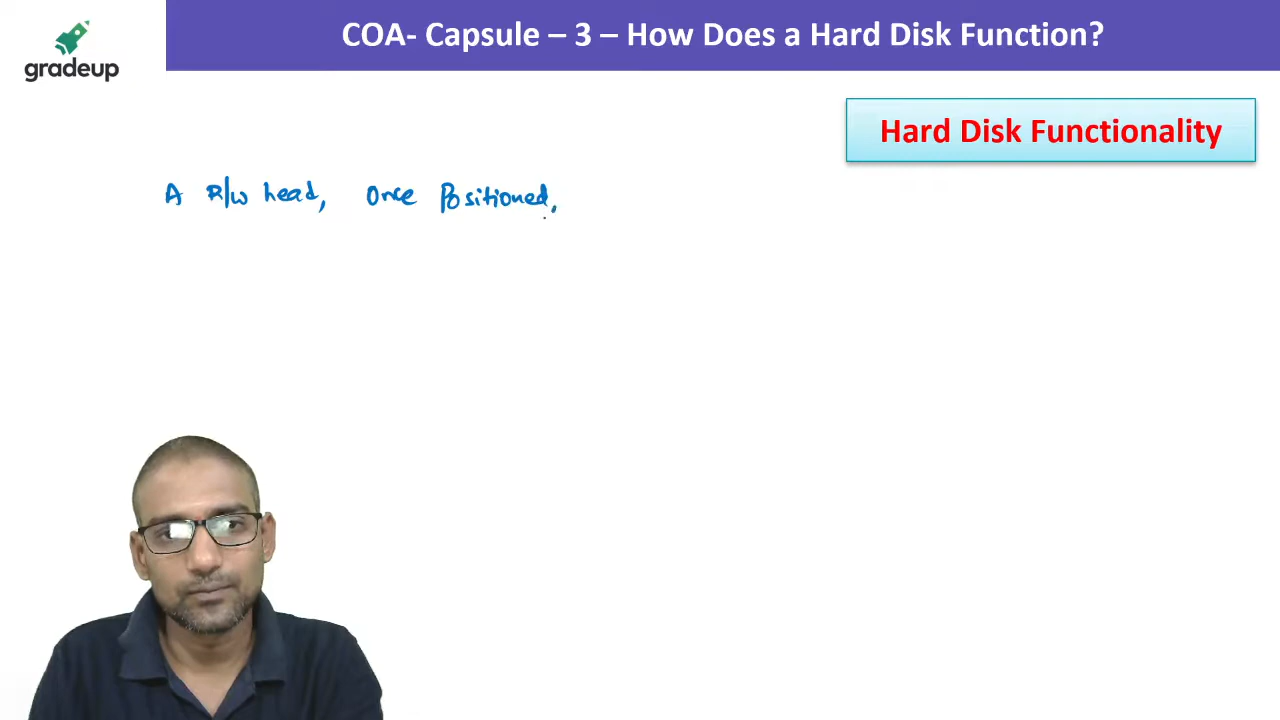 COA- Capsule – 3 – How Does a Hard Disk Function?
gradeup
Hard Disk Functionality
A R/w head, Once Positioned,